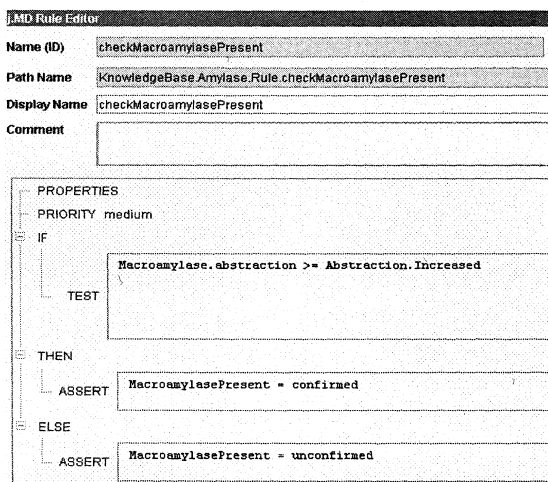 j.MD Rule Editor
Name (ID) checkMacroamylasePresent
Path Name KnowledgeBase.Amylase.Rule.checkMacroamylasePresent
Display Name checkMacroamylasePresent
Comment
PROPERTIES
PRIORITY medium
IF
Macroamylase.abstraction >= Abstraction.Increased
TEST
THEN
ASSERT MacroamylasePresent = confirmed
ELSE
ASSERT MacroamylasePresent = unconfirmed